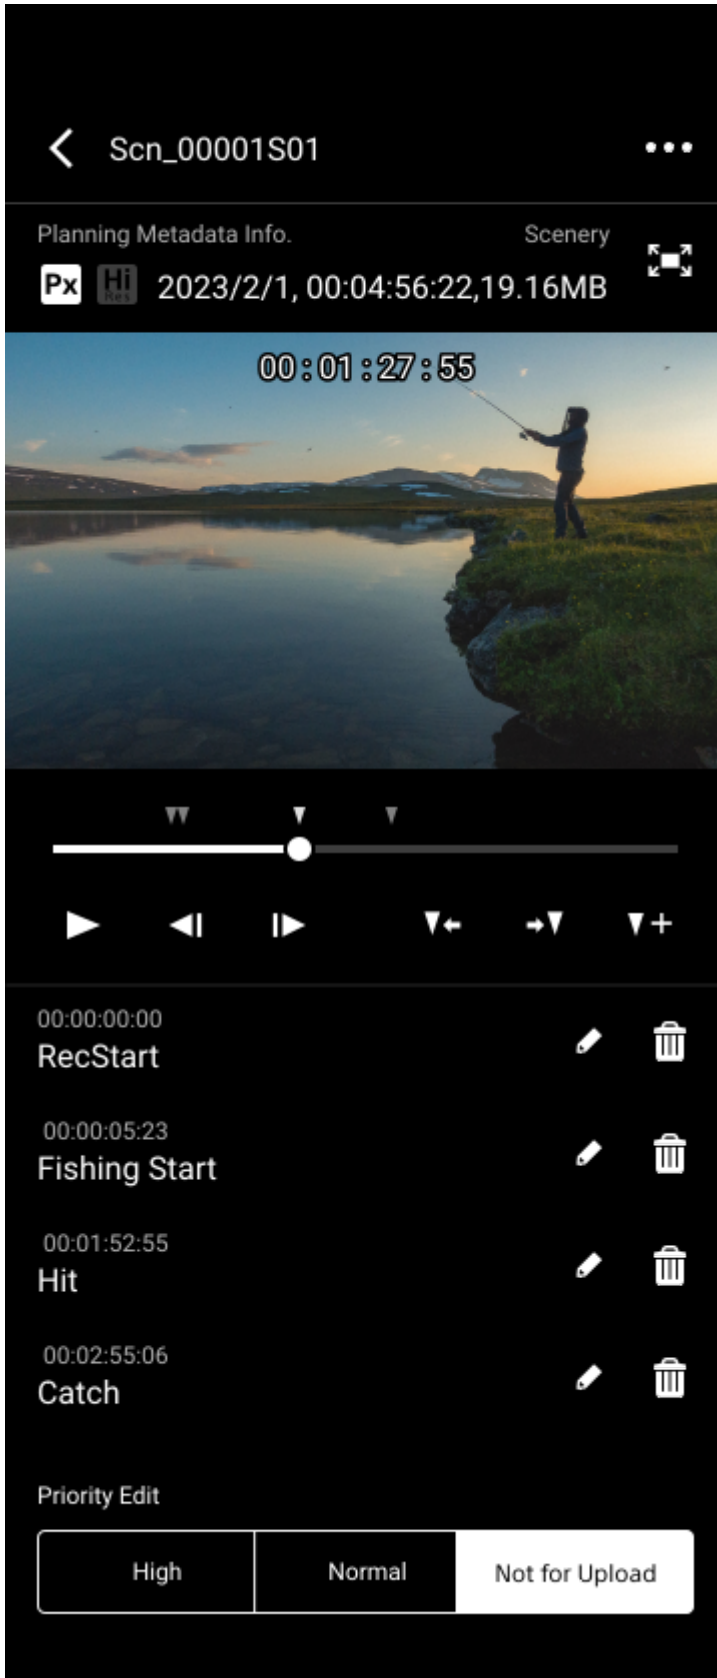 Scn_00001S01
Planning Metadata Info. Scenery
Px Hi Res 2023/2/1, 00:04:56:22,19.16MB
00:01:27:55
00:00:00:00
RecStart
00:00:05:23
Fishing Start
00:01:52:55
Hit
00:02:55:06
Catch
Priority Edit
High Normal Not for Upload